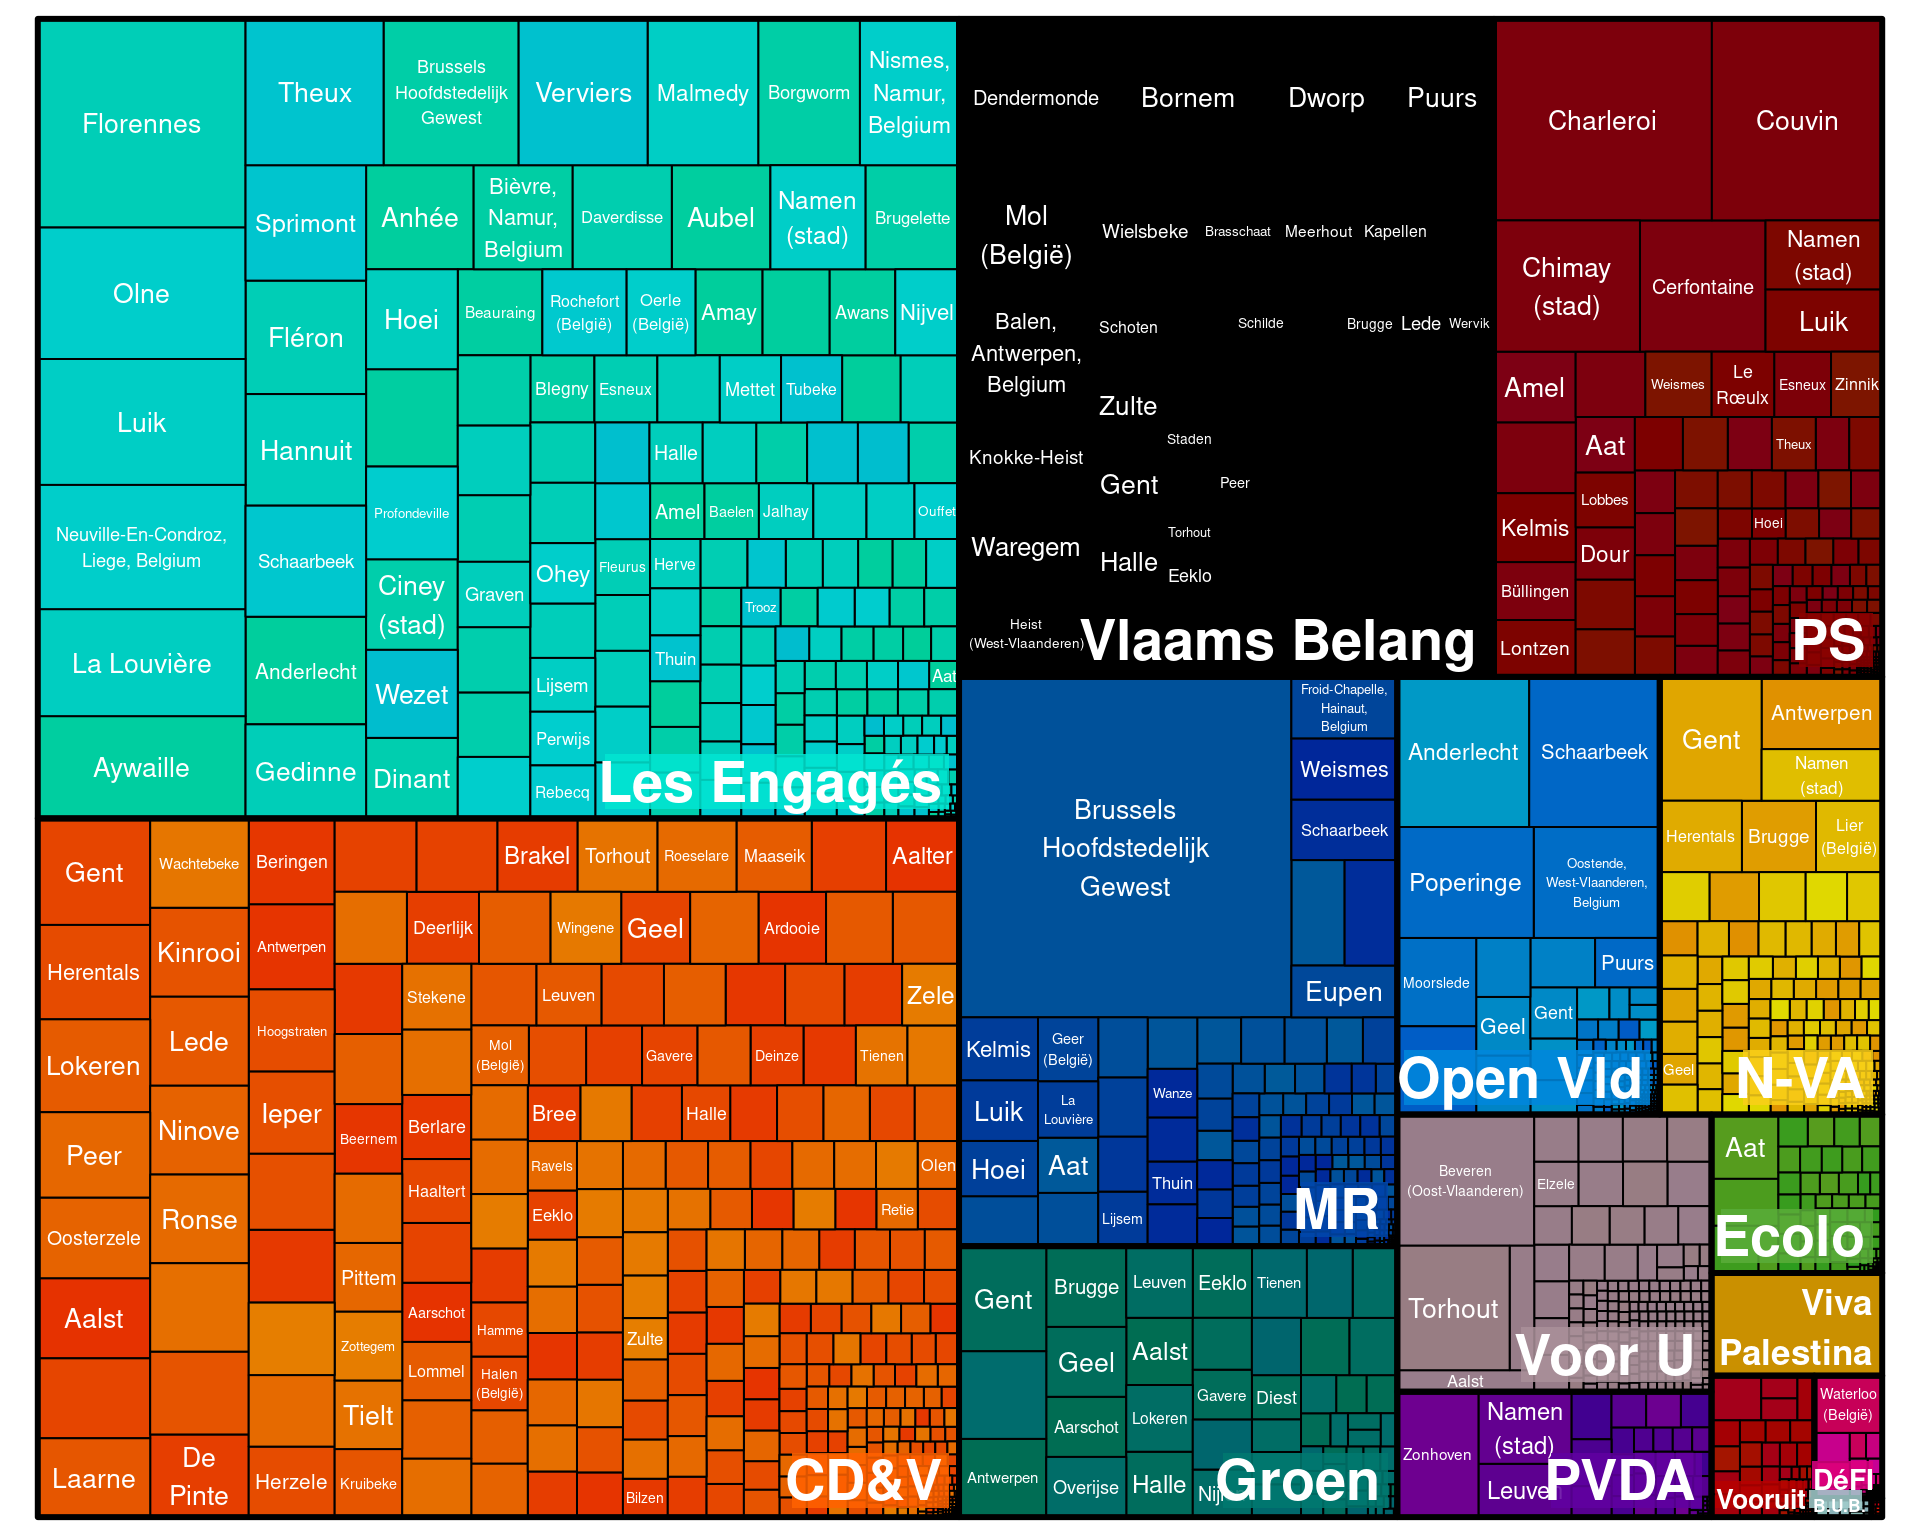 Florennes
Olne
Luik
Neuville-En-Condroz,
Liege, Belgium
La Louvière
Aywaille
Theux
Brussels
Hoofdstedelijk
Gewest
Verviers
Malmedy
Borgworm
Nismes,
Namur,
Belgium
Sprimont
Anhée
Bièvre,
Namur,
Belgium
Daverdisse
Aubel
Namen
(stad)
Brugelette
Fléron
Hoei
Beauraing
Rochefort
(België)
Oerle
(België)
Amay
Awans
Nijvel
Hannuit
Blegny
Esneux
Mettet
Tubeke
Halle
Schaarbeek
Profondeville
Amel
Baelen
Jalhay
Ouffet
Ciney
(stad)
Graven
Ohey
Fleurus
Herve
Trooz
Anderlecht
Wezet
Lijsem
Thuin
Aat
Gedinne
Dinant
Perwijs
Rebecq
Les Engagés
Dendermonde
Bornem
Dworp
Puurs
Mol
(België)
Wielsbeke
Brasschaat
Meerhout
Kapellen
Balen,
Antwerpen,
Belgium
Schoten
Schilde
Brugge
Lede
Wervik
Zulte
Staden
Knokke-Heist
Gent
Peer
Waregem
Torhout
Halle
Eeklo
Heist
(West-Vlaanderen)
Vlaams Belang
Charleroi
Couvin
Chimay
(stad)
Cerfontaine
Namen
(stad)
Luik
Amel
Weismes
Le
Rœulx
Esneux
Zinnik
Aat
Theux
Kelmis
Lobbes
Hoei
Dour
Büllingen
Lontzen
PS
Gent
Herentals
Lokeren
Peer
Oosterzele
Aalst
Laarne
Wachtebeke
Kinrooi
Lede
Ninove
Ronse
De
Pinte
Beringen
Antwerpen
Hoogstraten
Ieper
Herzele
Brakel
Torhout
Roeselare
Maaseik
Aalter
Deerlijk
Wingene
Geel
Ardooie
Stekene
Leuven
Zele
Mol
(België)
Gavere
Deinze
Tienen
Beernem
Berlare
Bree
Halle
Ravels
Olen
Haaltert
Eeklo
Retie
Pittem
Aarschot
Hamme
Zulte
Zottegem
Lommel
Halen
(België)
Tielt
Kruibeke
Bilzen
CD&V
Brussels
Hoofdstedelijk
Gewest
Froid-Chapelle,
Hainaut,
Belgium
Weismes
Schaarbeek
Eupen
Kelmis
Geer
(België)
Luik
La
Louvière
Wanze
Hoei
Aat
Thuin
Lijsem
MR
Anderlecht
Schaarbeek
Poperinge
Oostende,
West-Vlaanderen,
Belgium
Moorslede
Puurs
Geel
Gent
Open Vld
Gent
Antwerpen
Namen
(stad)
Herentals
Brugge
Lier
(België)
Geel
N-VA
Gent
Brugge
Leuven
Eeklo
Tienen
Geel
Aalst
Gavere
Diest
Aarschot
Lokeren
Antwerpen
Overijse
Halle
Groen
Beveren
(Oost-Vlaanderen)
Elzele
Torhout
Aalst
Voor U
Aat
Ecolo
Viva
Palestina
Zonhoven
Namen
(stad)
PVDA
Vooruit
Waterloo
(België)
DéFI
B.U.B.